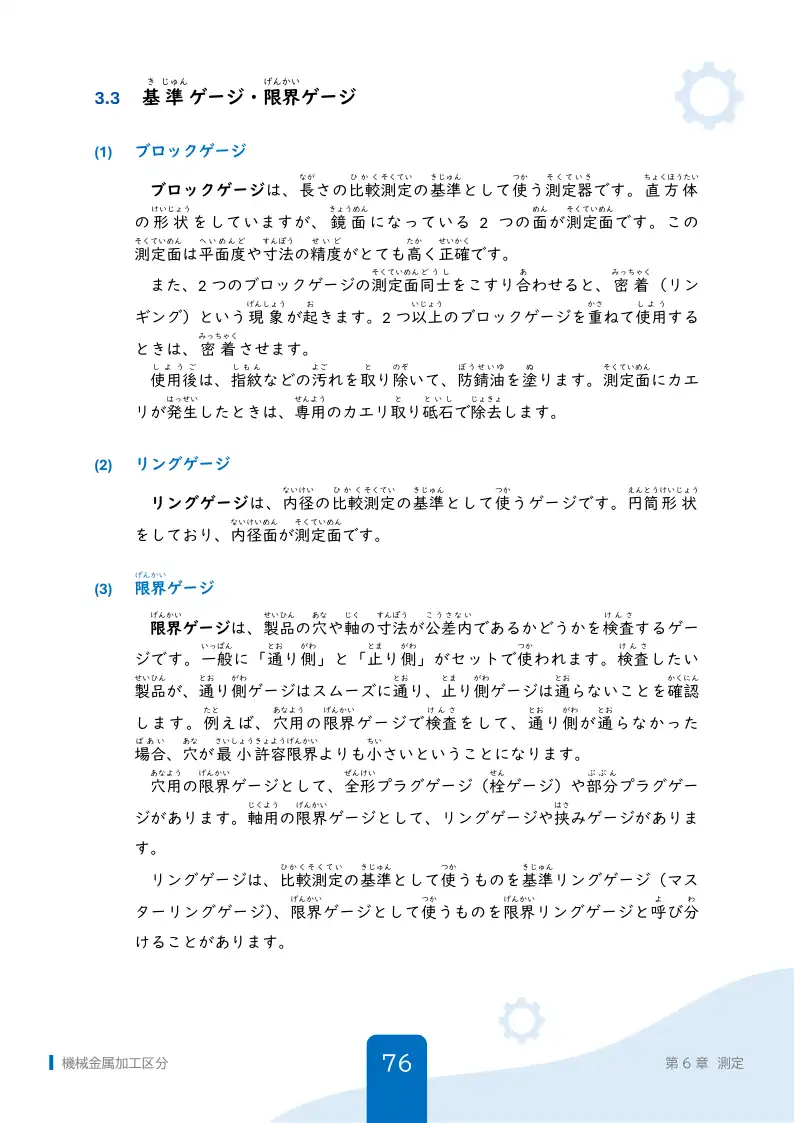 3.3 基準ゲージ・限界ゲージ
(1) ブロックゲージ
ブロックゲージは、長さの比較測定の基準として使う測定器です。直方体
の形状をしていますが、鏡面になっている 2 つの面が測定面です。この
測定面は平面度や寸法の精度がとても高く正確です。
また、2 つのブロックゲージの測定面同士をこすり合わせると、密着（リン
ギング）という現象が起きます。2 つ以上のブロックゲージを重ねて使用する
ときは、密着させます。
使用後は、指紋などの汚れを取り除いて、防錆油を塗ります。測定面にカエ
リが発生したときは、専用のカエリ取り砥石で除去します。
(2) リングゲージ
リングゲージは、内径の比較測定の基準として使うゲージです。円筒形状
をしており、内径面が測定面です。
(3) 限界ゲージ
限界ゲージは、製品の穴や軸の寸法が公差内であるかどうかを検査するゲー
ジです。一般に「通り側」と「止り側」がセットで使われます。検査したい
製品が、通り側ゲージはスムーズに通り、止り側ゲージは通らないことを確認
します。例えば、穴用の限界ゲージで検査をして、通り側が通らなかった
場合、穴が最小許容限界よりも小さいということになります。
穴用の限界ゲージとして、全形プラグゲージ（栓ゲージ）や部分プラグゲー
ジがあります。軸用の限界ゲージとして、リングゲージや挟みゲージがありま
す。
リングゲージは、比較測定の基準として使うものを基準リングゲージ（マス
ターリングゲージ）、限界ゲージとして使うものを限界リングゲージと呼び分
けることがあります。
機械金属加工区分
76
第 6 章 測定